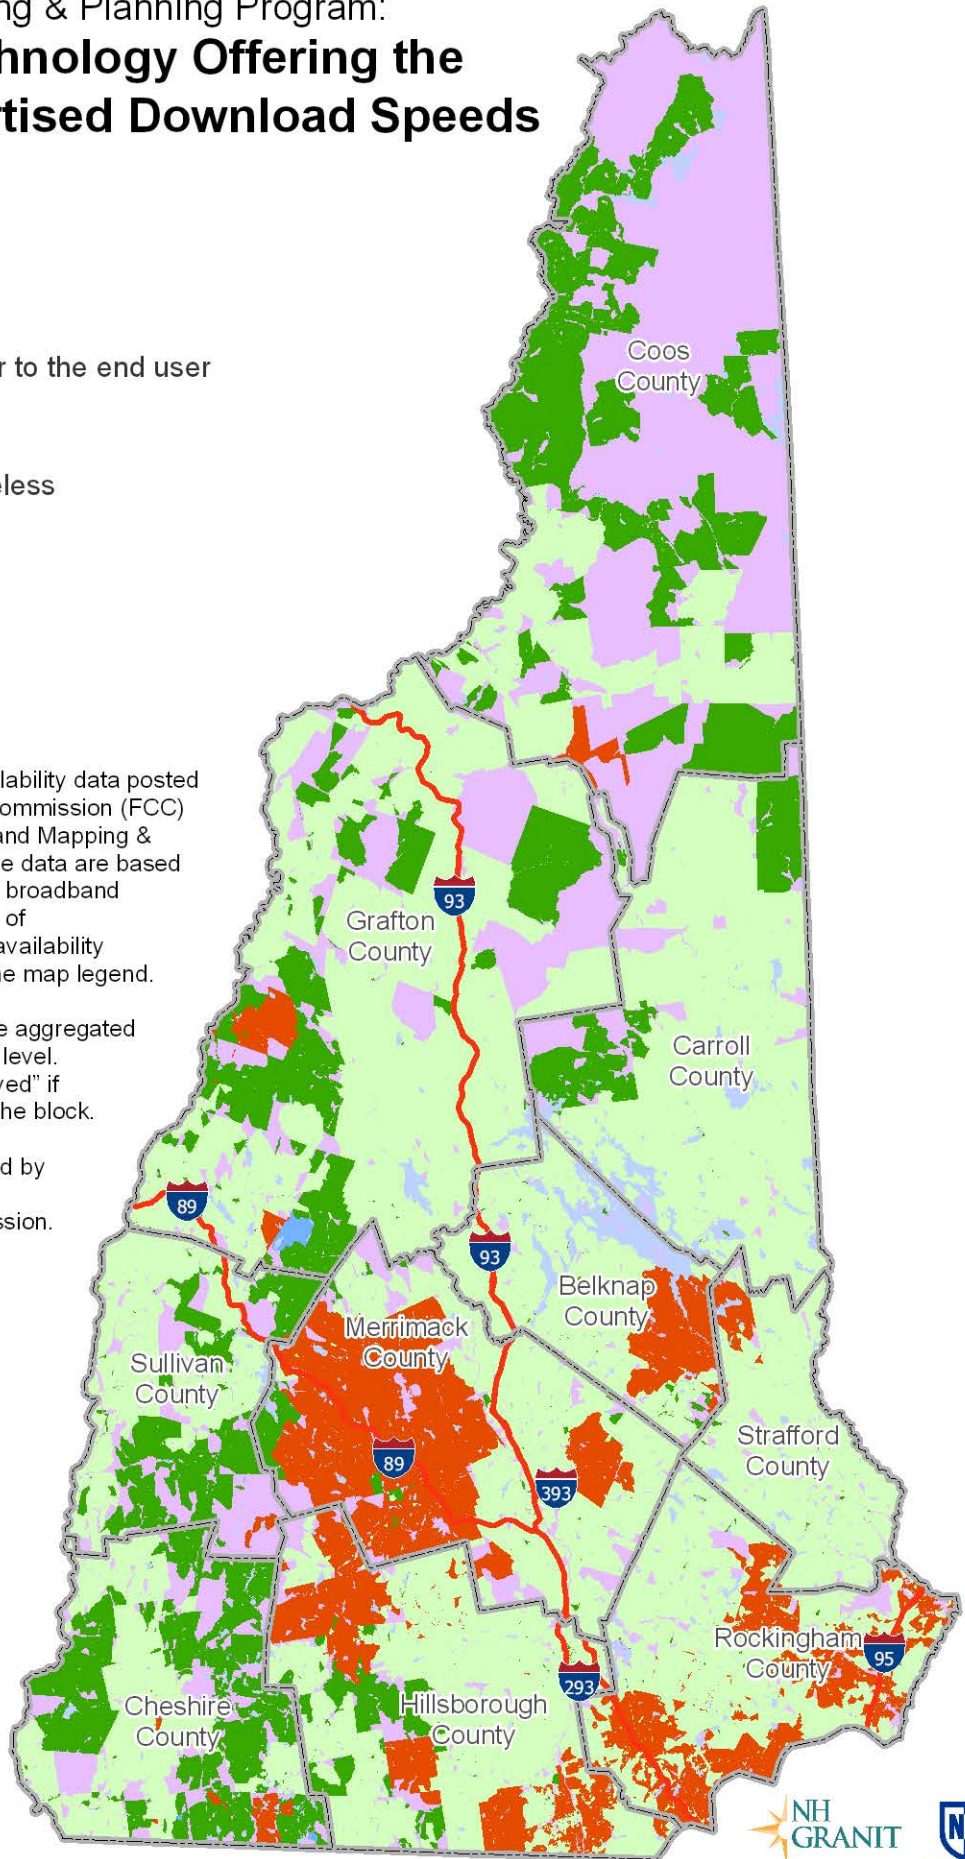 ng & Planning Program:
hnology Offering the
rtised Download Speeds
r to the end user
eless
lability data posted
ommission (FCC)
and Mapping &
e data are based
broadband
of
availability
he map legend.
e aggregated
level.
ved” if
he block.
d by
ssion.
Coos
County
93
Grafton
County
Carroll
County
89
93
Belknap
County
Merrimack
County
Sullivan
County
Strafford
County
89
393
Rockingham
County
95
293
Cheshire
County
Hillsborough
County
NH
GRANIT
N